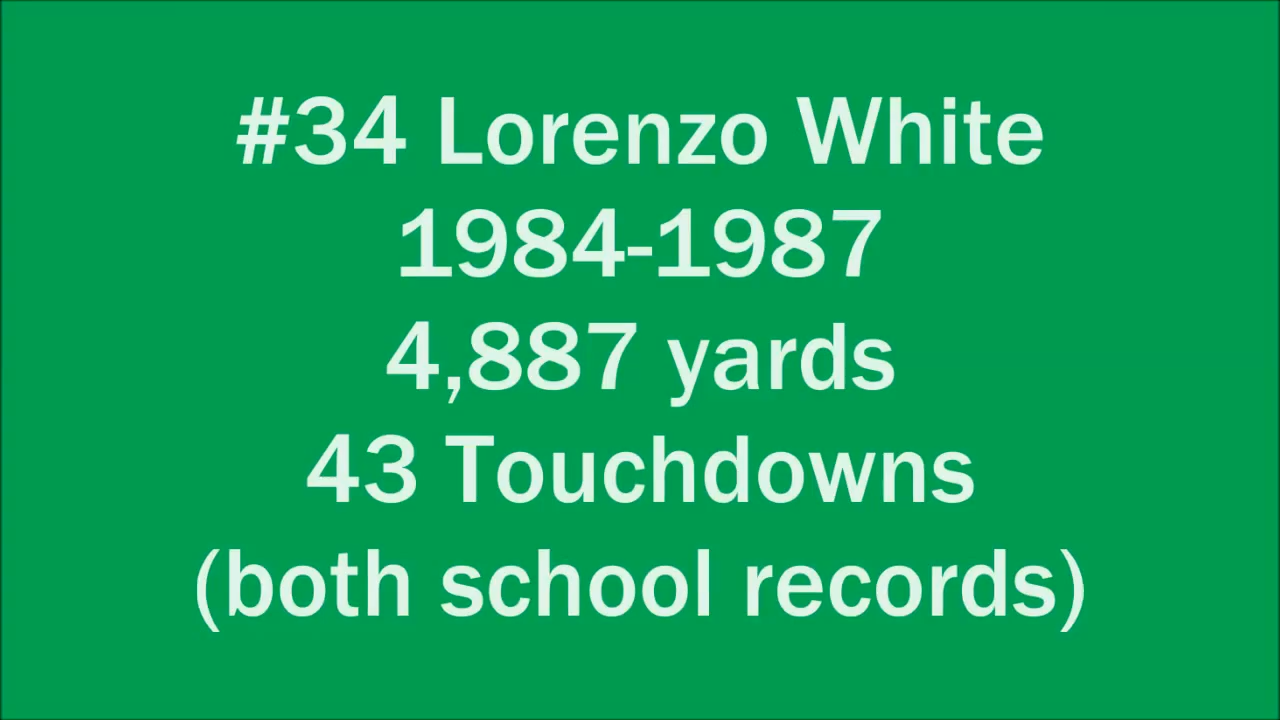 #34 Lorenzo White
1984-1987
4,887 yards
43 Touchdowns
(both school records)